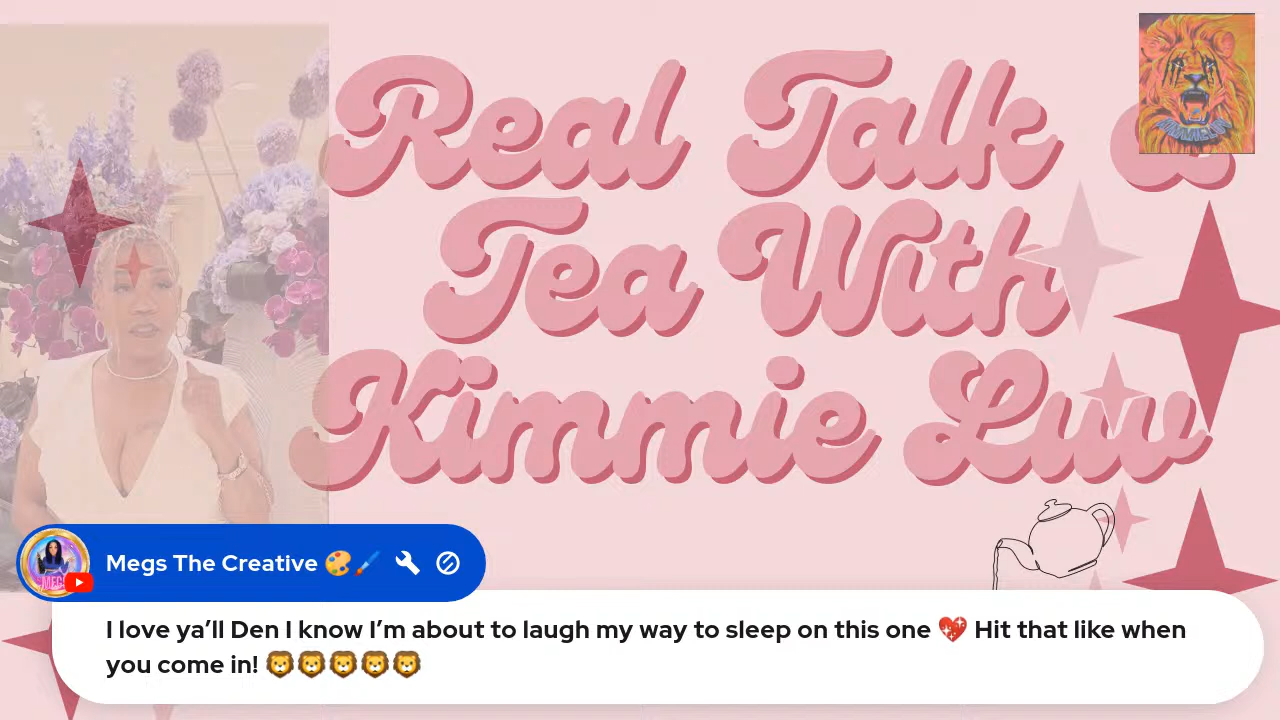 Real Talk &
Tea With
Kimmie Luv
Megs The Creative 🎨🖌️
I love ya’ll Den I know I’m about to laugh my way to sleep on this one 💖 Hit that like when
you come in! 🦁🦁🦁🦁🦁